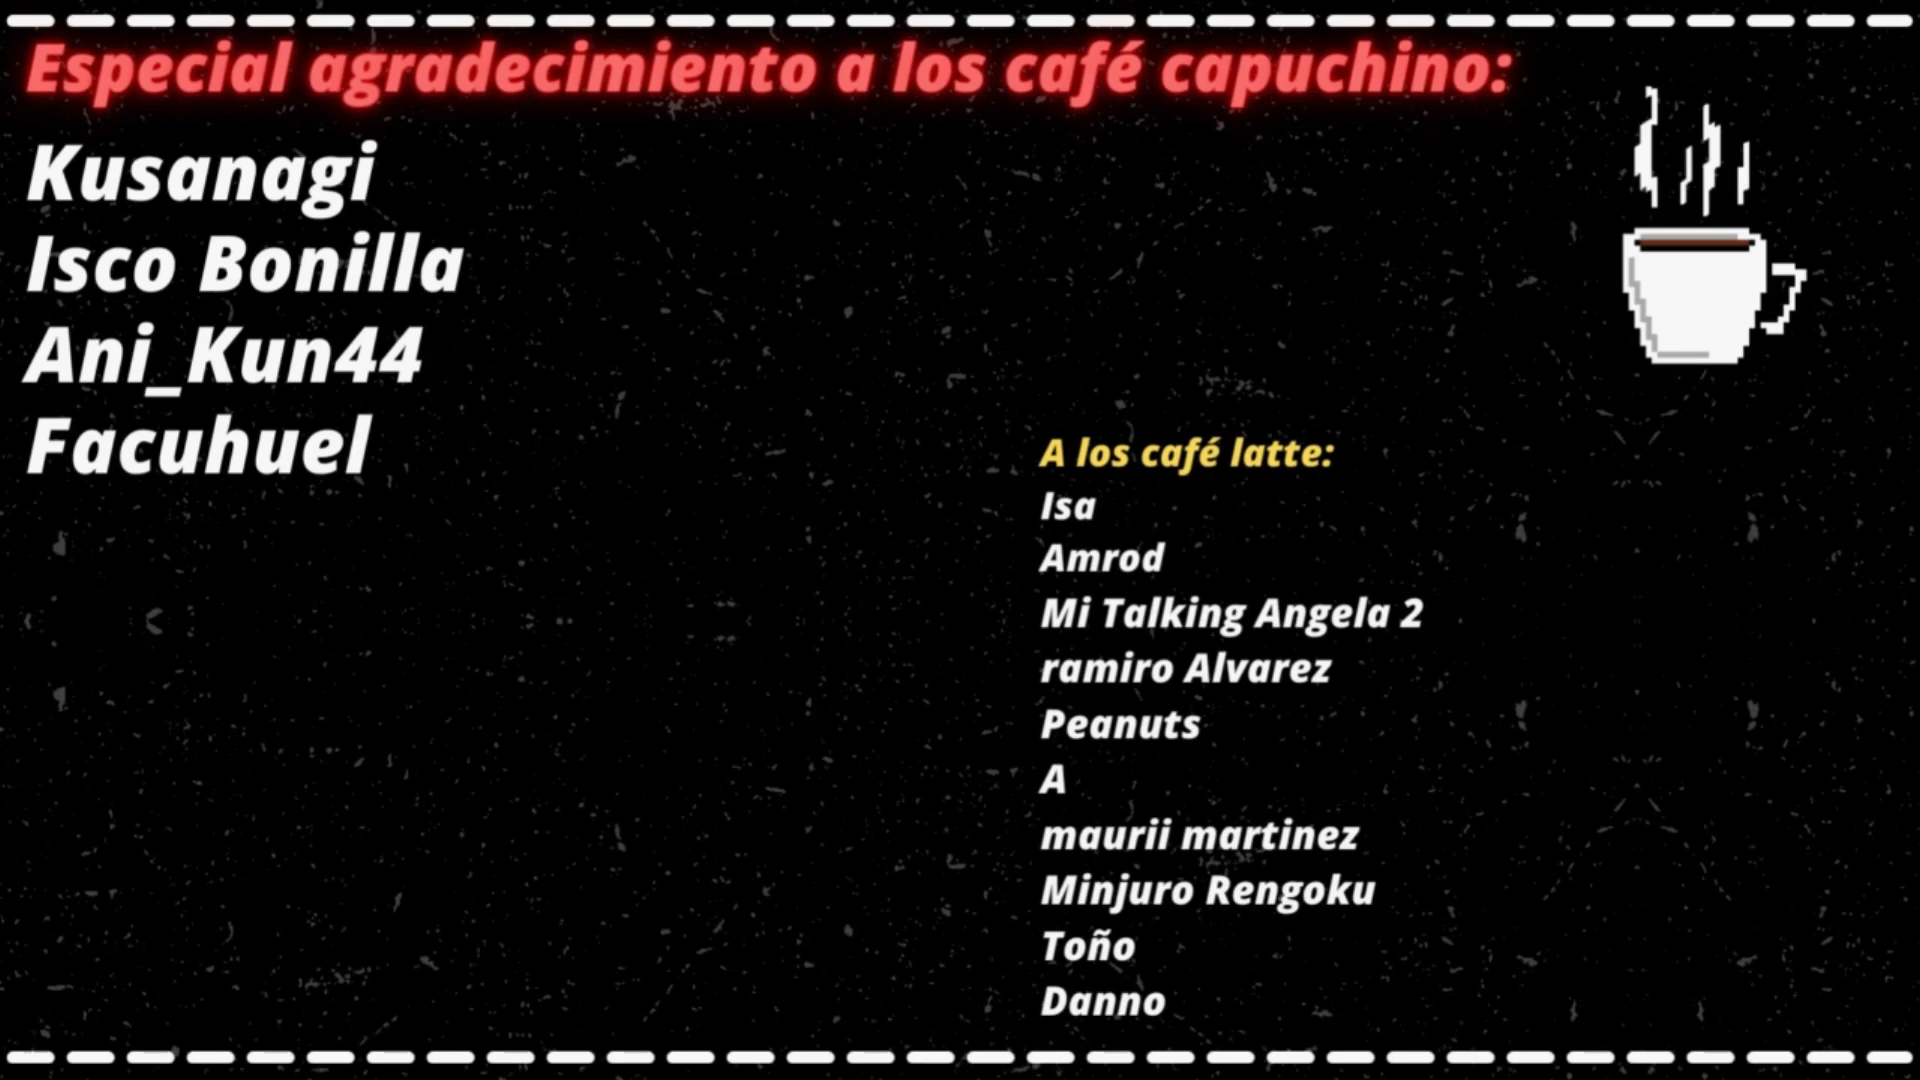 Especial agradecimiento a los café capuchino:
Kusanagi
Isco Bonilla
Ani_Kun44
Facuhuel
A los café latte:
Isa
Amrod
Mi Talking Angela 2
ramiro Alvarez
Peanuts
A
maurii martinez
Minjuro Rengoku
Toño
Danno